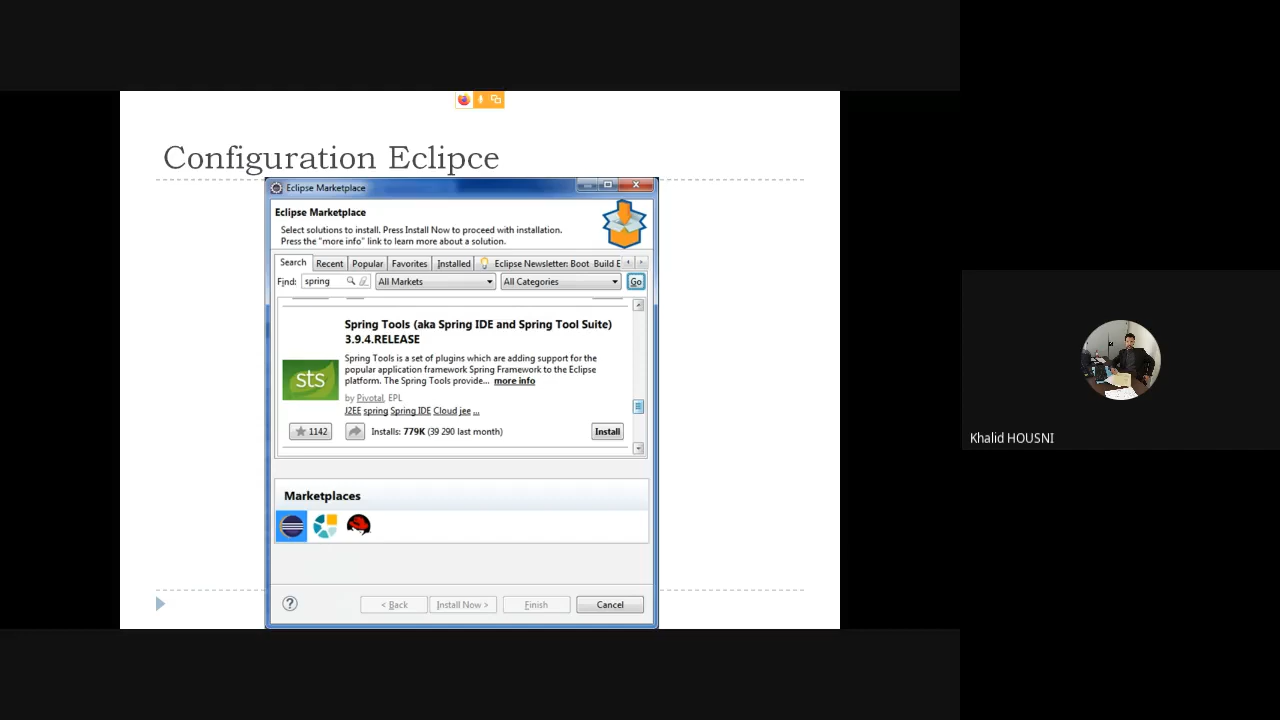 Configuration Eclipce
Eclipse Marketplace
Eclipse Marketplace
Select solutions to install. Press Install Now to proceed with installation.
Press the "more info" link to learn more about a solution.
Search Recent Popular Favorites Installed Eclipse Newsletter: Boot Build E
Find: spring All Markets All Categories Go
Spring Tools (aka Spring IDE and Spring Tool Suite)
3.9.4.RELEASE
Spring Tools is a set of plugins which are adding support for the
popular application framework Spring Framework to the Eclipse
platform. The Spring Tools provide... more info
sts
by Pivotal, EPL
J2EE spring Spring IDE Cloud jee ...
1142 Installs: 779K (39 290 last month) Install
Marketplaces
? < Back Install Now > Finish Cancel
Khalid HOUSNI